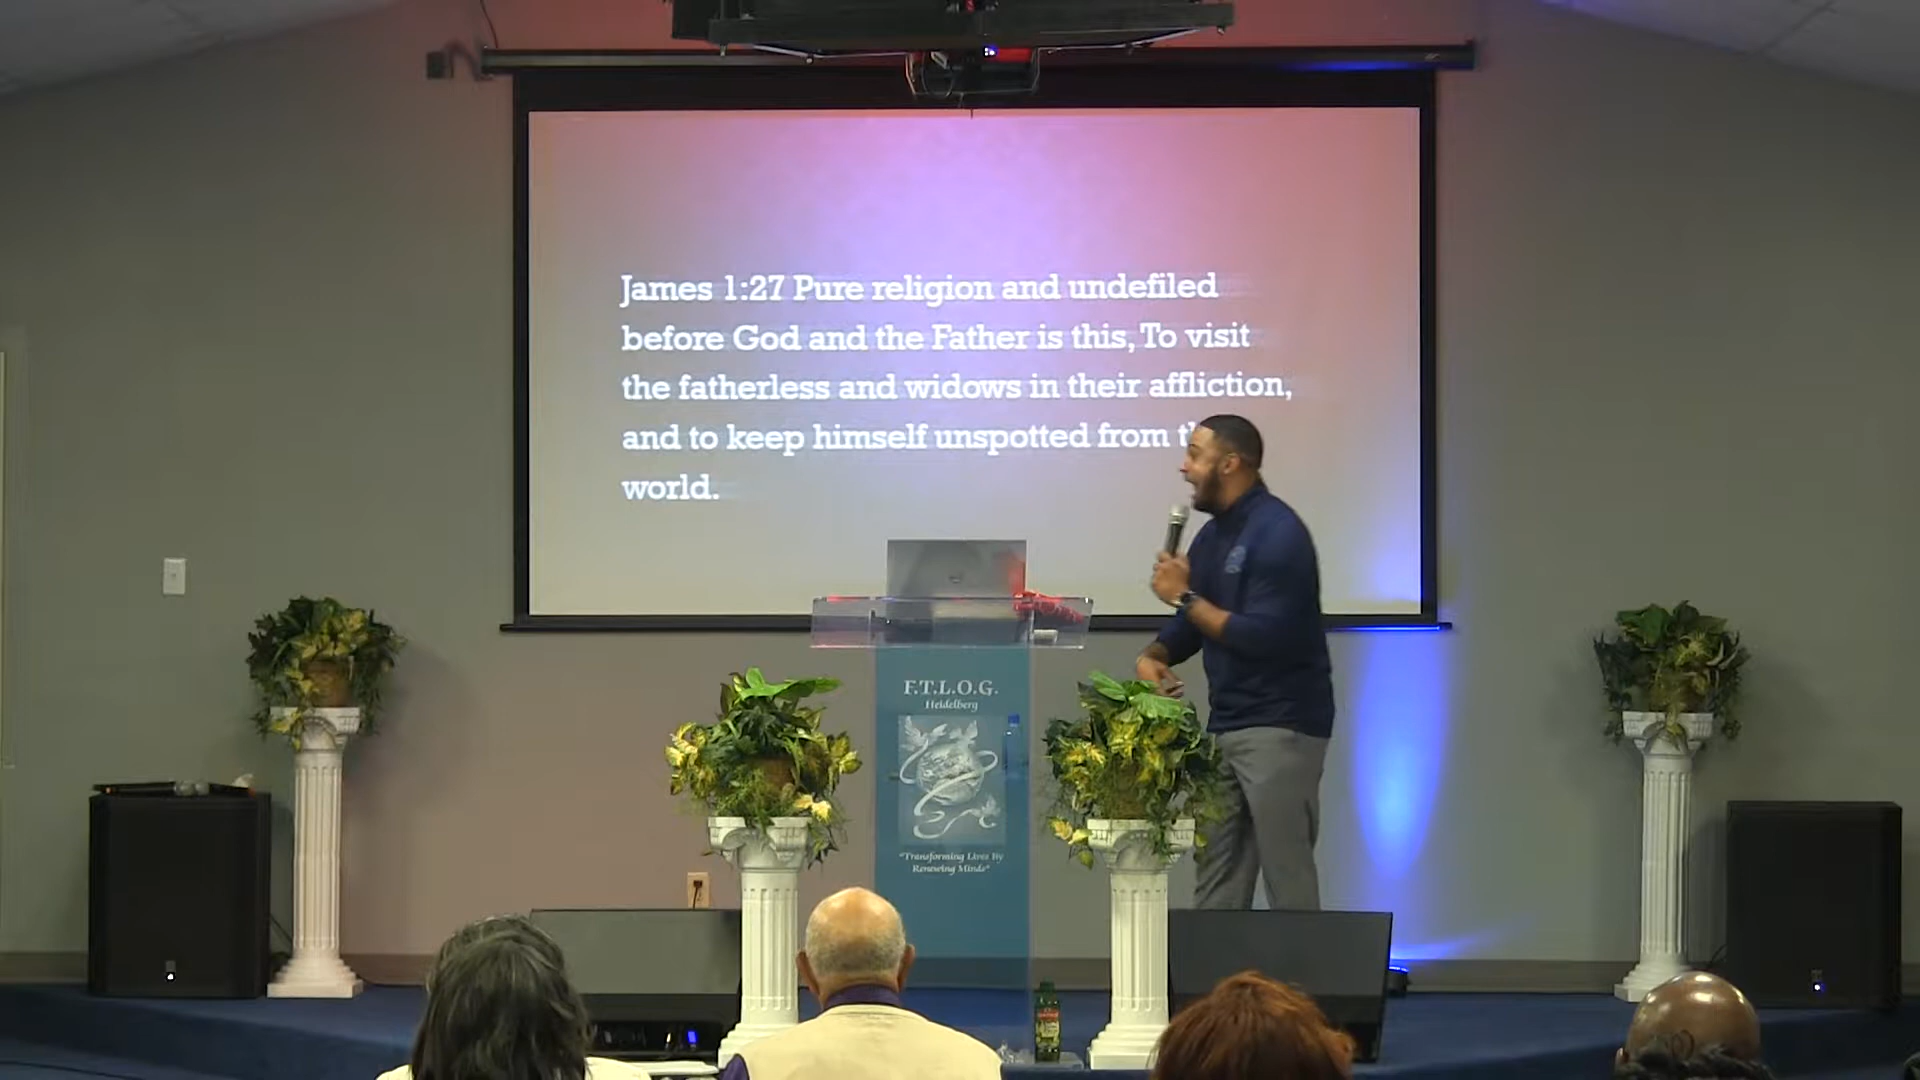 James 1:27 Pure religion and undefiled
before God and the Father is this, To visit
the fatherless and widows in their affliction,
and to keep himself unspotted from
world.
F.T.L.O.G.
Heidelberg
"Transforming Lives By
Renewing Minds"